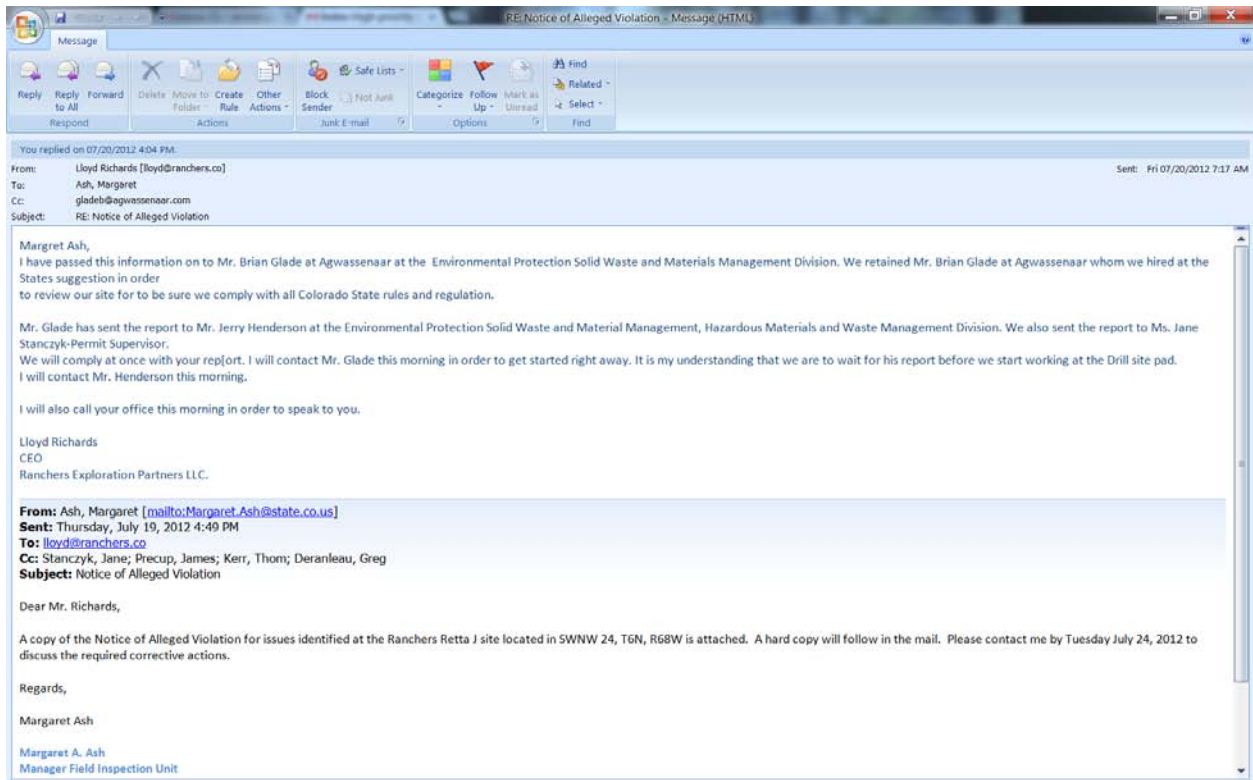 RE: Notice of Alleged Violation - Message (HTML)
Message
Reply
Reply to All
Forward
Delete
Move to Folder
Create Rule
Other Actions
Block Sender
Safe Lists
Not Junk
Categorize
Follow Up
Mark as Unread
Find
Related
Select
Respond
Actions
Junk E-mail
Options
Find
You replied on 07/20/2012 4:04 PM.
From: Lloyd Richards [lloyd@ranchers.co] Sent: Fri 07/20/2012 7:17 AM
To: Ash, Margaret
Cc: gladeb@agwassenaar.com
Subject: RE: Notice of Alleged Violation
Margret Ash,
I have passed this information on to Mr. Brian Glade at Agwassenaar at the Environmental Protection Solid Waste and Materials Management Division. We retained Mr. Brian Glade at Agwassenaar whom we hired at the
States suggestion in order
to review our site for to be sure we comply with all Colorado State rules and regulation.
Mr. Glade has sent the report to Mr. Jerry Henderson at the Environmental Protection Solid Waste and Material Management, Hazardous Materials and Waste Management Division. We also sent the report to Ms. Jane
Stanczyk-Permit Supervisor.
We will comply at once with your rep[ort. I will contact Mr. Glade this morning in order to get started right away. It is my understanding that we are to wait for his report before we start working at the Drill site pad.
I will contact Mr. Henderson this morning.
I will also call your office this morning in order to speak to you.
Lloyd Richards
CEO
Ranchers Exploration Partners LLC.
From: Ash, Margaret [mailto:Margaret.Ash@state.co.us]
Sent: Thursday, July 19, 2012 4:49 PM
To: lloyd@ranchers.co
Cc: Stanczyk, Jane; Precup, James; Kerr, Thom; Deranleau, Greg
Subject: Notice of Alleged Violation
Dear Mr. Richards,
A copy of the Notice of Alleged Violation for issues identified at the Ranchers Retta J site located in SWNW 24, T6N, R68W is attached. A hard copy will follow in the mail. Please contact me by Tuesday July 24, 2012 to
discuss the required corrective actions.
Regards,
Margaret Ash
Margaret A. Ash
Manager Field Inspection Unit